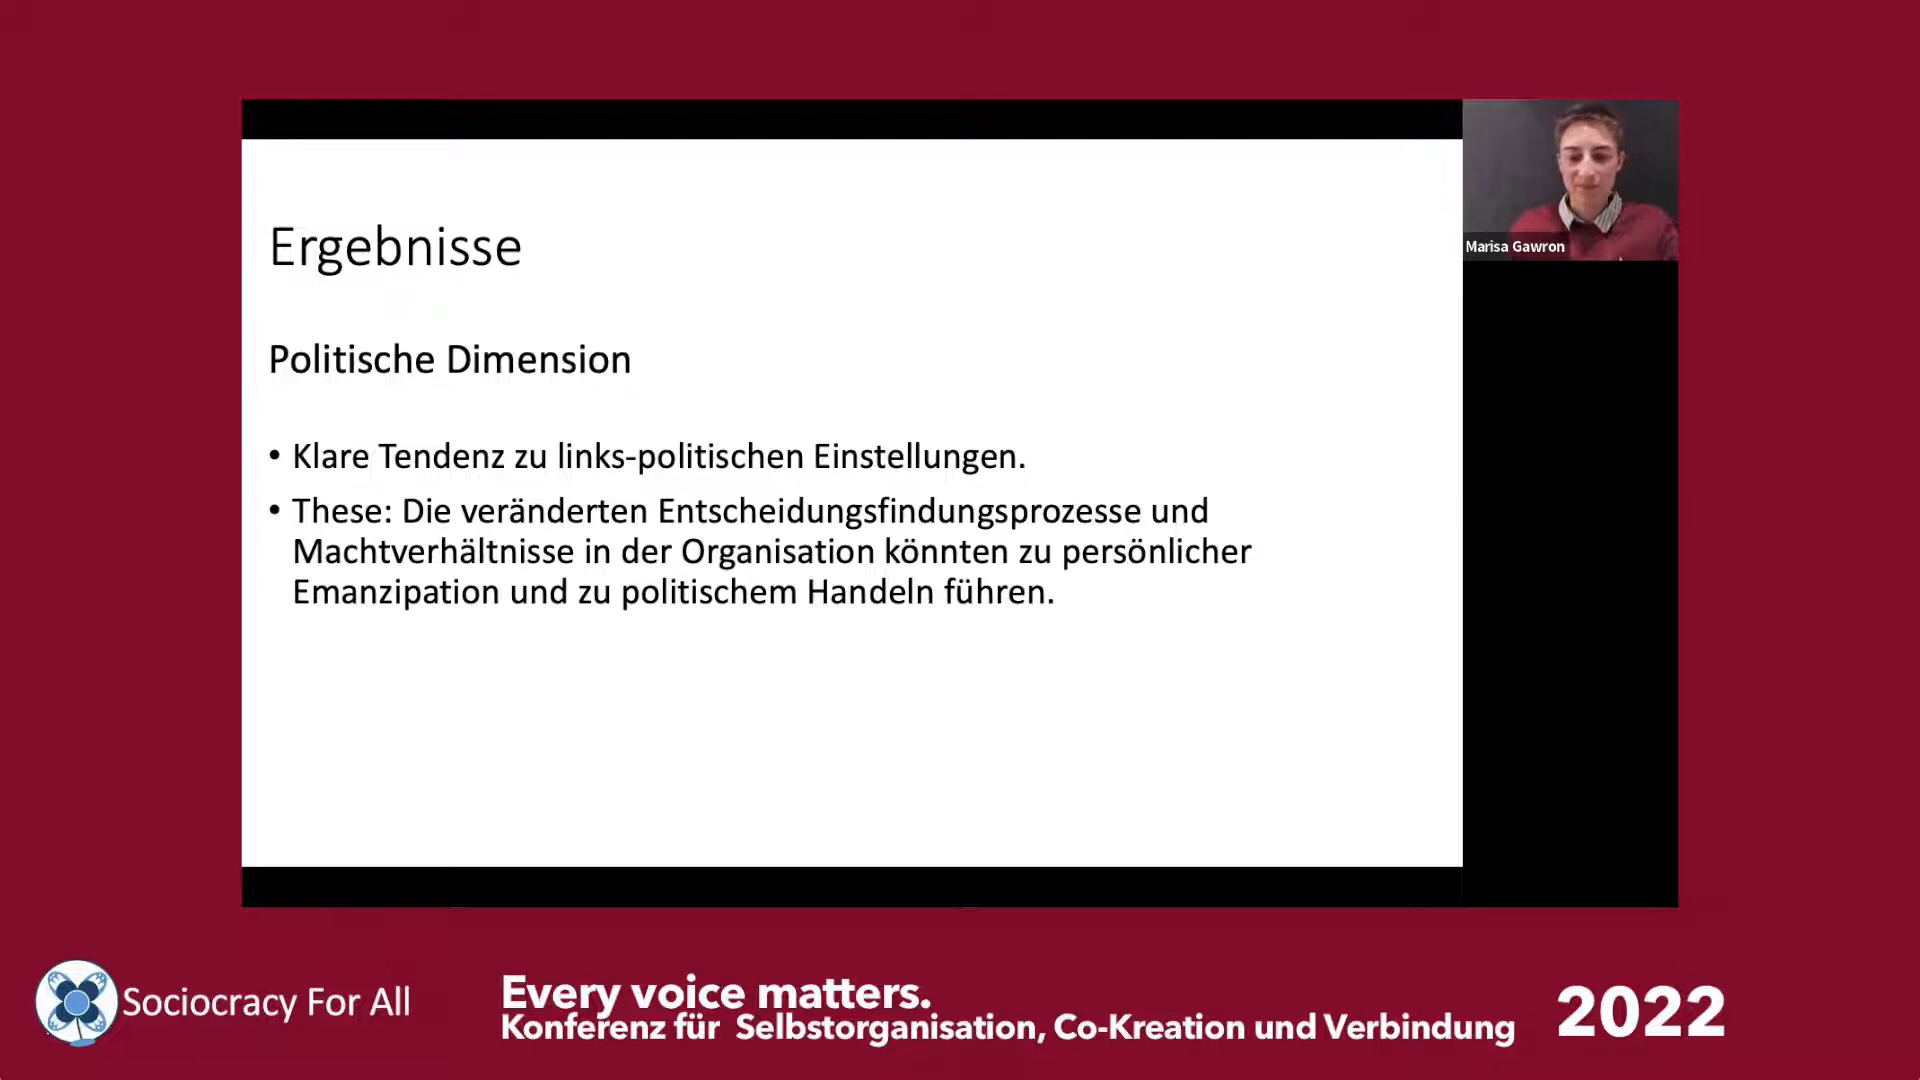 Ergebnisse
Marisa Gawron
Politische Dimension
• Klare Tendenz zu links-politischen Einstellungen.
• These: Die veränderten Entscheidungsfindungsprozesse und
Machtverhältnisse in der Organisation könnten zu persönlicher
Emanzipation und zu politischem Handeln führen.
Sociocracy For All
Every voice matters.
Konferenz für Selbstorganisation, Co-Kreation und Verbindung
2022